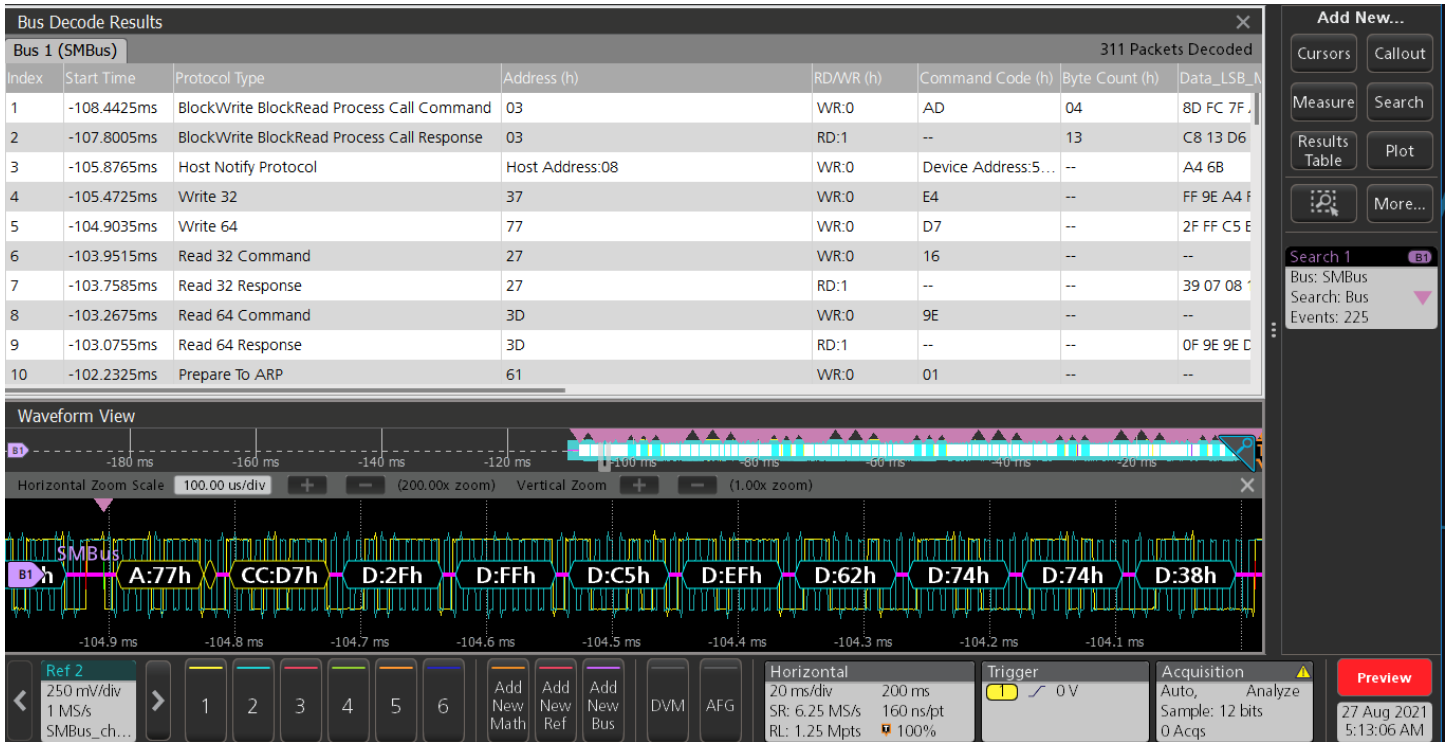 Bus Decode Results
Bus 1 (SMBus) 311 Packets Decoded
Index Start Time Protocol Type Address (h) RD/WR (h) Command Code (h) Byte Count (h) Data_LSB_
1 -108.4425ms BlockWrite BlockRead Process Call Command 03 WR:0 AD 04 8D FC 7F
2 -107.8005ms BlockWrite BlockRead Process Call Response 03 RD:1 -- 13 C8 13 D6
3 -105.8765ms Host Notify Protocol Host Address:08 WR:0 Device Address:5... -- A4 6B
4 -105.4725ms Write 32 37 WR:0 E4 -- FF 9E A4
5 -104.9035ms Write 64 77 WR:0 D7 -- 2F FF C5
6 -103.9515ms Read 32 Command 27 WR:0 16 -- --
7 -103.7585ms Read 32 Response 27 RD:1 -- -- 39 07 08
8 -103.2675ms Read 64 Command 3D WR:0 9E -- --
9 -103.0755ms Read 64 Response 3D RD:1 -- -- 0F 9E 9E
10 -102.2325ms Prepare To ARP 61 WR:0 01 -- --
Waveform View
B1
-180 ms -160 ms -140 ms -120 ms -100 ms -80 ms -60 ms -40 ms -20 ms
Horizontal Zoom Scale 100.00 us/div + − (200.00x zoom) Vertical Zoom + − (1.00x zoom)
SMBus
B1 h A:77h CC:D7h D:2Fh D:FFh D:C5h D:EFh D:62h D:74h D:74h D:38h
-104.9 ms -104.8 ms -104.7 ms -104.6 ms -104.5 ms -104.4 ms -104.3 ms -104.2 ms -104.1 ms
Add New...
Cursors Callout
Measure Search
Results Table Plot
More...
Search 1 B1
Bus: SMBus
Search: Bus
Events: 225
Ref 2
250 mV/div
1 MS/s
SMBus_ch...
1 2 3 4 5 6
Add New Math
Add New Ref
Add New Bus
DVM AFG
Horizontal
20 ms/div 200 ms
SR: 6.25 MS/s 160 ns/pt
RL: 1.25 Mpts 100%
Trigger
1 0 V
Acquisition
Auto, Analyze
Sample: 12 bits
0 Acqs
Preview
27 Aug 2021
5:13:06 AM